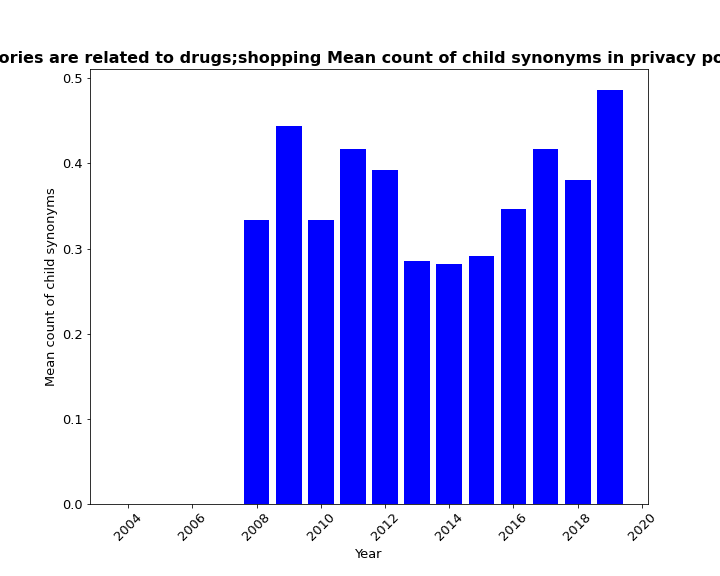 ories are related to drugs;shopping Mean count of child synonyms in privacy po
0.5
0.4
0.3
0.2
0.1
0.0
Mean count of child synonyms
2004 2006 2008 2010 2012 2014 2016 2018 2020
Year